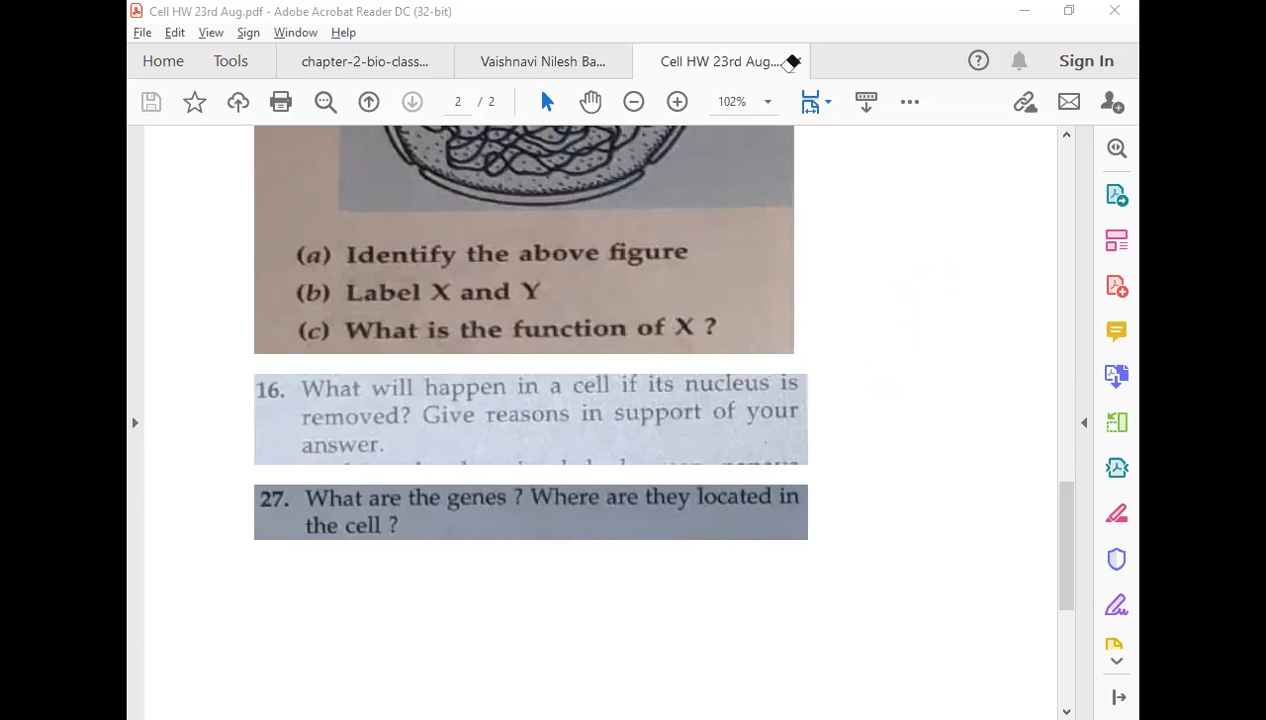 Cell HW 23rd Aug.pdf - Adobe Acrobat Reader DC (32-bit)
File Edit View Sign Window Help
Home Tools chapter-2-bio-class... Vaishnavi Nilesh Ba... Cell HW 23rd Aug.... Sign In
2 / 2 102%
(a) Identify the above figure
(b) Label X and Y
(c) What is the function of X ?
16. What will happen in a cell if its nucleus is
removed? Give reasons in support of your
answer.
27. What are the genes ? Where are they located in
the cell ?